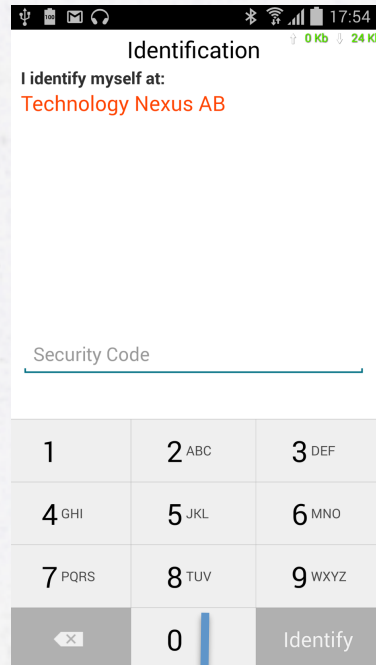 100 17:54
0 Kb 24 K
Identification
I identify myself at:
Technology Nexus AB
Security Code
1 2 ABC 3 DEF
4 GHI 5 JKL 6 MNO
7 PQRS 8 TUV 9 WXYZ
0 Identify